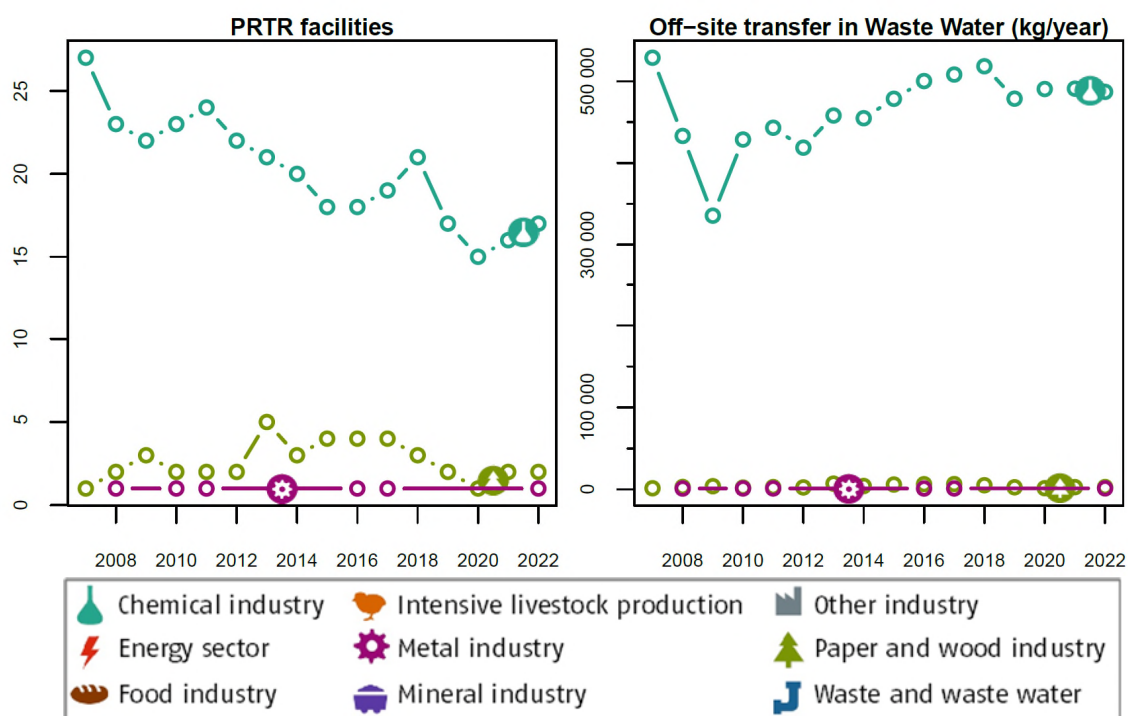 PRTR facilities
25
20
15
10
5
0
2008 2010 2012 2014 2016 2018 2020 2022
Off−site transfer in Waste Water (kg/year)
500 000
300 000
100 000
0
2008 2010 2012 2014 2016 2018 2020 2022
Chemical industry Intensive livestock production Other industry
Energy sector Metal industry Paper and wood industry
Food industry Mineral industry Waste and waste water